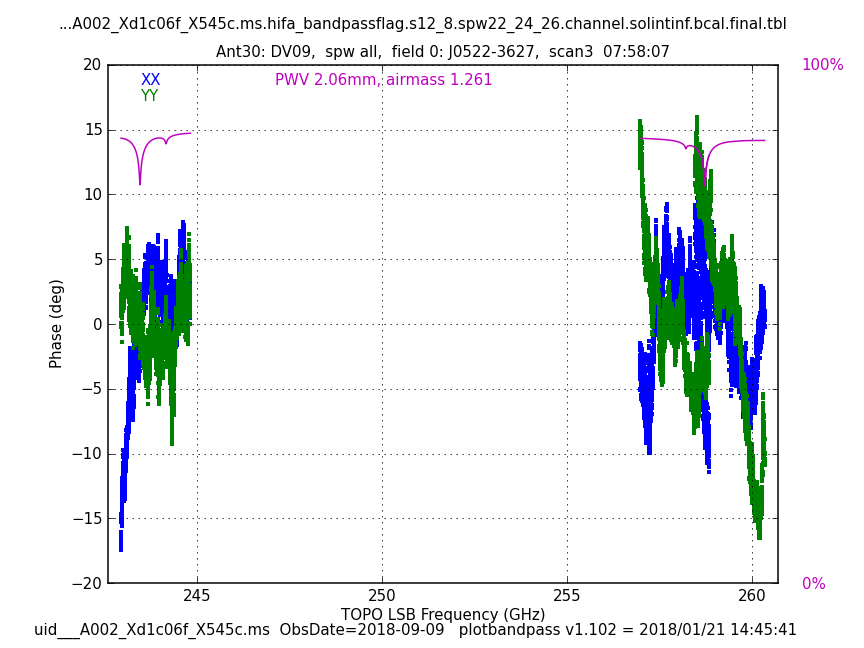 ...A002_Xd1c06f_X545c.ms.hifa_bandpassflag.s12_8.spw22_24_26.channel.solintinf.bcal.final.tbl
Ant30: DV09,  spw all,  field 0: J0522-3627,  scan3  07:58:07
20 100%
XX PWV 2.06mm, airmass 1.261
YY
15
10
5
0
Phase (deg)
−5
−10
−15
−20 0%
245 250 255 260
TOPO LSB Frequency (GHz)
uid___A002_Xd1c06f_X545c.ms  ObsDate=2018-09-09   plotbandpass v1.102 = 2018/01/21 14:45:41